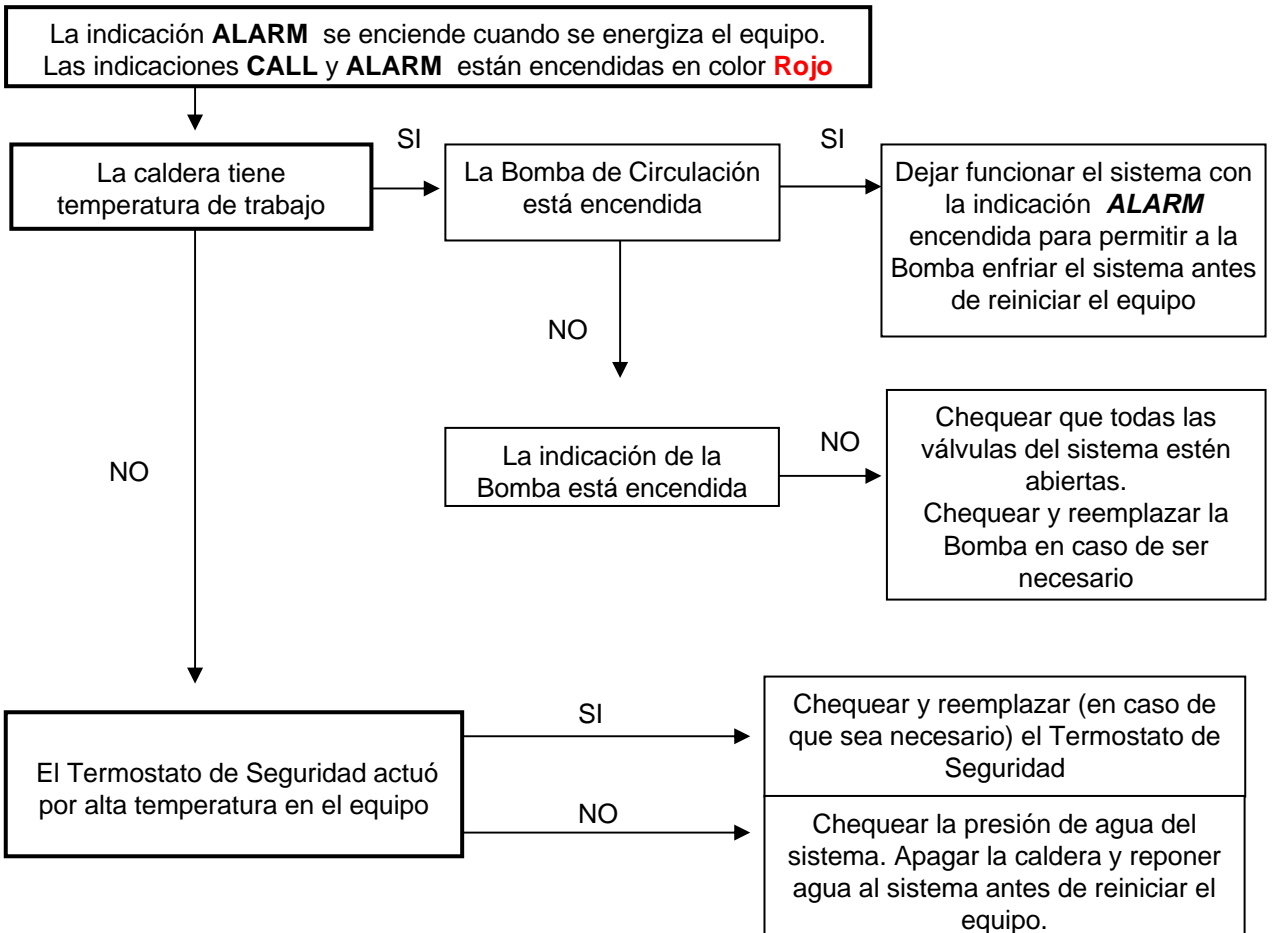 La indicación ALARM se enciende cuando se energiza el equipo.
Las indicaciones CALL y ALARM están encendidas en color Rojo
La caldera tiene
temperatura de trabajo
SI
La Bomba de Circulación
está encendida
SI
Dejar funcionar el sistema con
la indicación ALARM
encendida para permitir a la
Bomba enfriar el sistema antes
de reiniciar el equipo
NO
NO
La indicación de la
Bomba está encendida
NO
Chequear que todas las
válvulas del sistema estén
abiertas.
Chequear y reemplazar la
Bomba en caso de ser
necesario
El Termostato de Seguridad actuó
por alta temperatura en el equipo
SI
Chequear y reemplazar (en caso de
que sea necesario) el Termostato de
Seguridad
NO
Chequear la presión de agua del
sistema. Apagar la caldera y reponer
agua al sistema antes de reiniciar el
equipo.